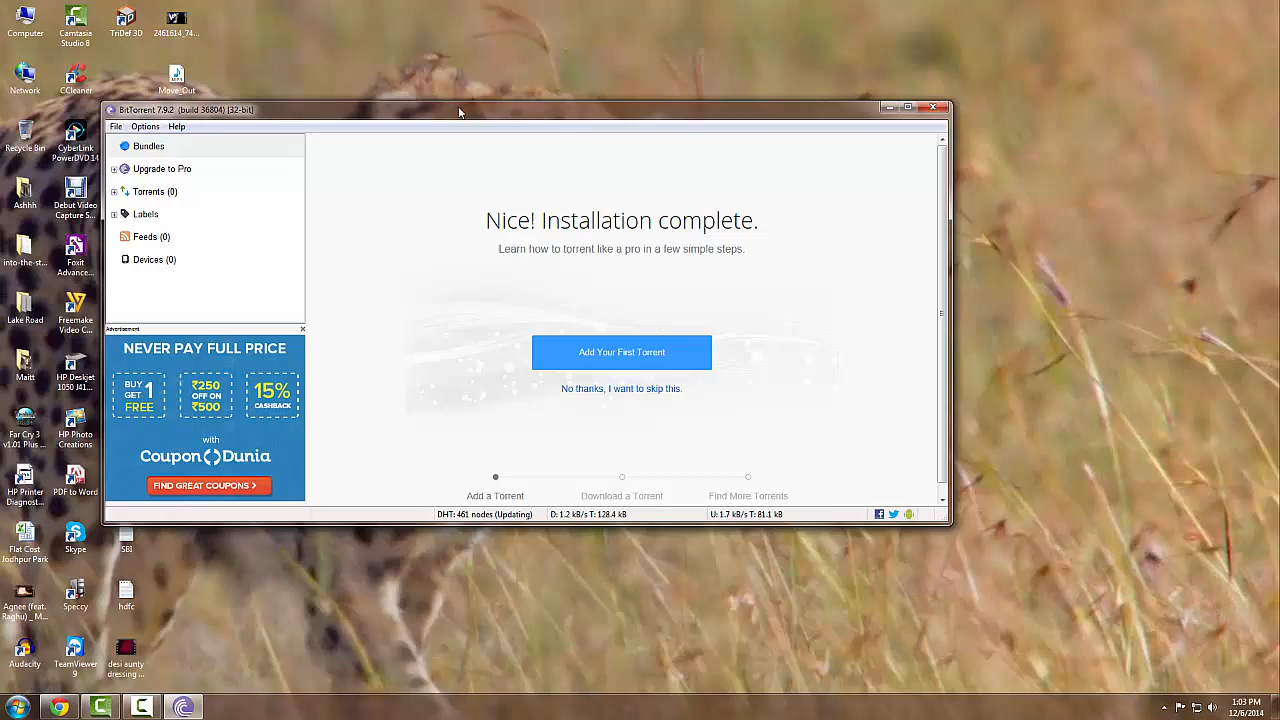 Computer
Camtasia
Studio 8
TriDef 3D
2461614_74...
Network
CCleaner
Move_Out
Recycle Bin
CyberLink
PowerDVD 14
Ashhh
Debut Video
Capture S...
into-the-st...
Foxit
Advance...
Lake Road
Freemake
Video C...
Maitt
HP Deskjet
1050 J41...
Far Cry 3
v1.01 Plus ...
HP Photo
Creations
HP Printer
Diagnost...
PDF to Word
Flat Cost
Jodhpur Park
Skype
SBI
Agnee (feat.
Raghu) _ M...
Speccy
hdfc
Audacity
TeamViewer
9
desi aunty
dressing ...
BitTorrent 7.9.2 (build 36804) [32-bit]
File Options Help
Bundles
Upgrade to Pro
Torrents (0)
Labels
Feeds (0)
Devices (0)
Advertisement
NEVER PAY FULL PRICE
BUY 1
GET
FREE
₹250
OFF ON
₹500
15%
CASHBACK
with
Coupon Dunia
FIND GREAT COUPONS >
Nice! Installation complete.
Learn how to torrent like a pro in a few simple steps.
Add Your First Torrent
No thanks, I want to skip this.
Add a Torrent Download a Torrent Find More Torrents
DHT: 461 nodes (Updating) D: 1.2 kB/s T: 128.4 kB U: 1.7 kB/s T: 81.1 kB
1:03 PM
12/6/2014